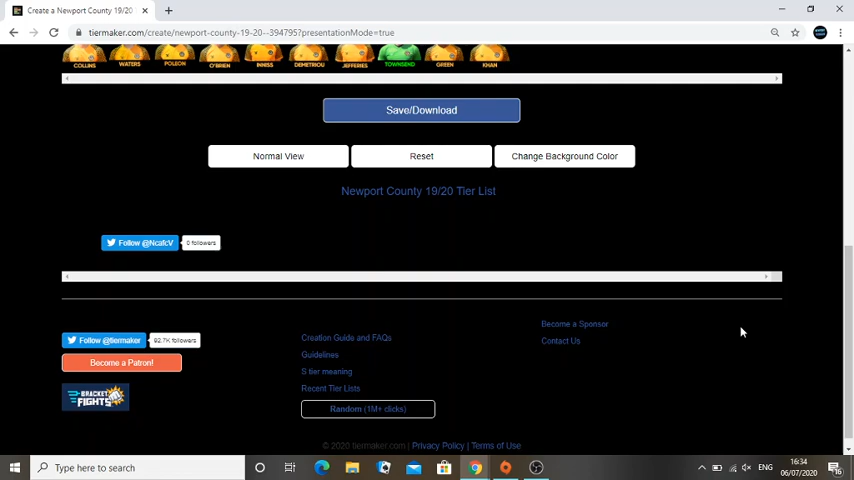 Create a Newport County 19/20
tiermaker.com/create/newport-county-19-20--394795?presentationMode=true
COLLINS WATERS POLEON O'BRIEN INNISS DEMETRIOU JEFFERIES TOWNSEND GREEN KHAN
Save/Download
Normal View Reset Change Background Color
Newport County 19/20 Tier List
Follow @NcafcV 0 followers
Follow @tiermaker 92.7K followers
Become a Patron!
BRACKET
FIGHTS
Creation Guide and FAQs
Guidelines
S tier meaning
Recent Tier Lists
Random (1M+ clicks)
Become a Sponsor
Contact Us
© 2020 tiermaker.com | Privacy Policy | Terms of Use
Type here to search
ENG
16:34
06/07/2020
16